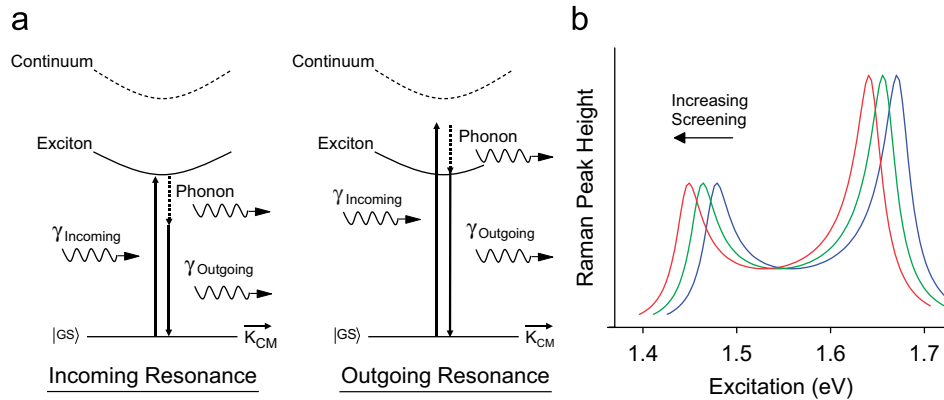 a
Continuum
Exciton
Phonon
γIncoming
γOutgoing
|GS⟩
KCM
Incoming Resonance
Continuum
Exciton
Phonon
γIncoming
γOutgoing
|GS⟩
KCM
Outgoing Resonance
b
Raman Peak Height
Increasing
Screening
1.4 1.5 1.6 1.7
Excitation (eV)